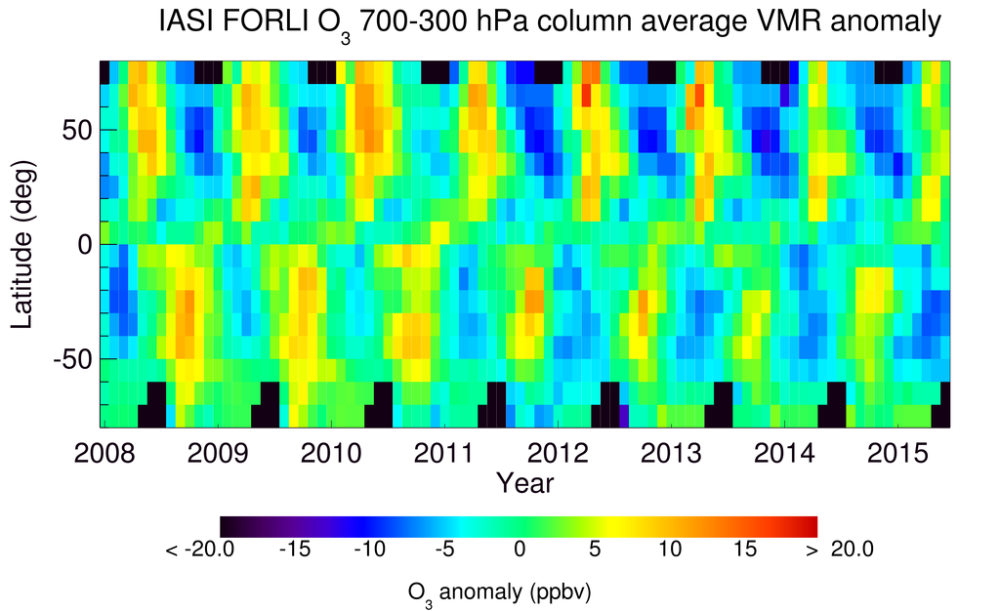 IASI FORLI O3 700-300 hPa column average VMR anomaly
Latitude (deg)
50
0
-50
2008 2009 2010 2011 2012 2013 2014 2015
Year
< -20.0 -15 -10 -5 0 5 10 15 > 20.0
O3 anomaly (ppbv)